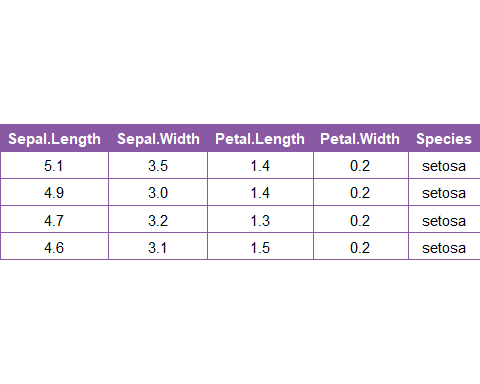 Sepal.Length Sepal.Width Petal.Length Petal.Width Species
5.1 3.5 1.4 0.2 setosa
4.9 3.0 1.4 0.2 setosa
4.7 3.2 1.3 0.2 setosa
4.6 3.1 1.5 0.2 setosa